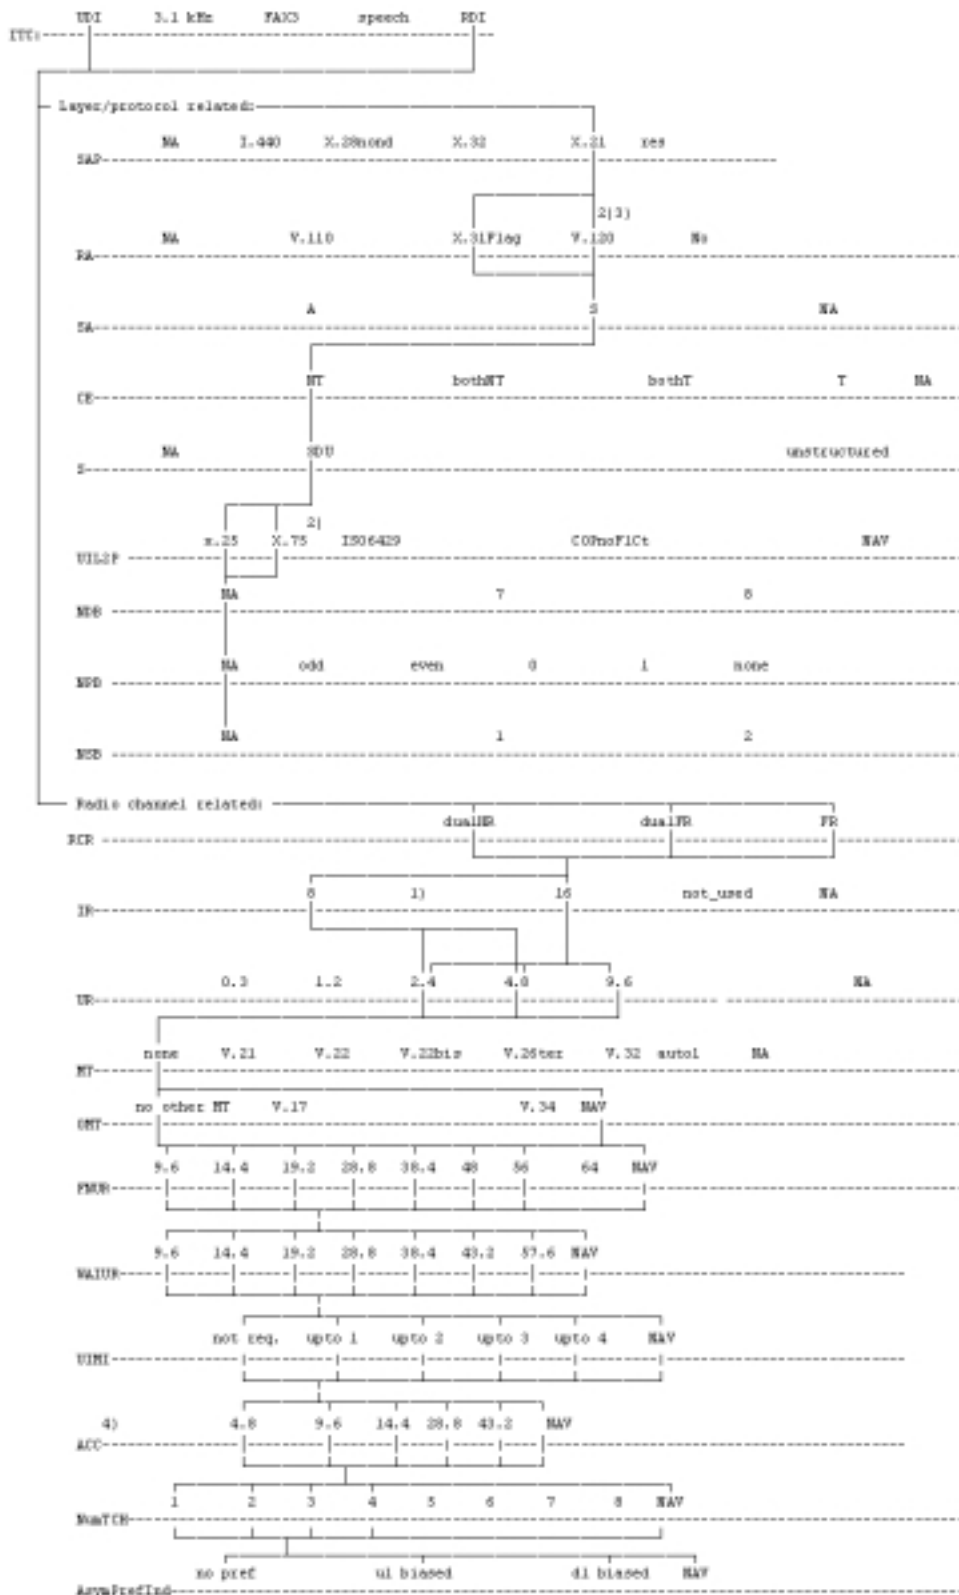 UDI 3.1 kHz FAX3 speech RDI
ITC:
Layer/protocol related:
NA I.440 X.28nond X.32 X.21 res
SAP
2)3)
NA V.110 X.31Flag V.120 No
RA
A S NA
SA
NT bothNT bothT T NA
CE
NA SDU unstructured
S
2)
x.25 X.75 ISO6429 COPnoFlCt NAV
UIL2P
NA 7 8
NDB
NA odd even 0 1 none
NPB
NA 1 2
NSB
Radio channel related:
dualHR dualFR FR
RCR
8 1) 16 not_used NA
IR
0.3 1.2 2.4 4.8 9.6 NA
UR
none V.21 V.22 V.22bis V.26ter V.32 auto1 NA
MT
no other MT V.17 V.34 NAV
OMT
9.6 14.4 19.2 28.8 38.4 48 56 64 NAV
FNUR
9.6 14.4 19.2 28.8 38.4 43.2 57.6 NAV
WAIUR
not req. upto 1 upto 2 upto 3 upto 4 NAV
UIMI
4) 4.8 9.6 14.4 28.8 43.2 NAV
ACC
1 2 3 4 5 6 7 8 NAV
NumTCH
no pref ui biased di biased NAV
AsymPrefInd